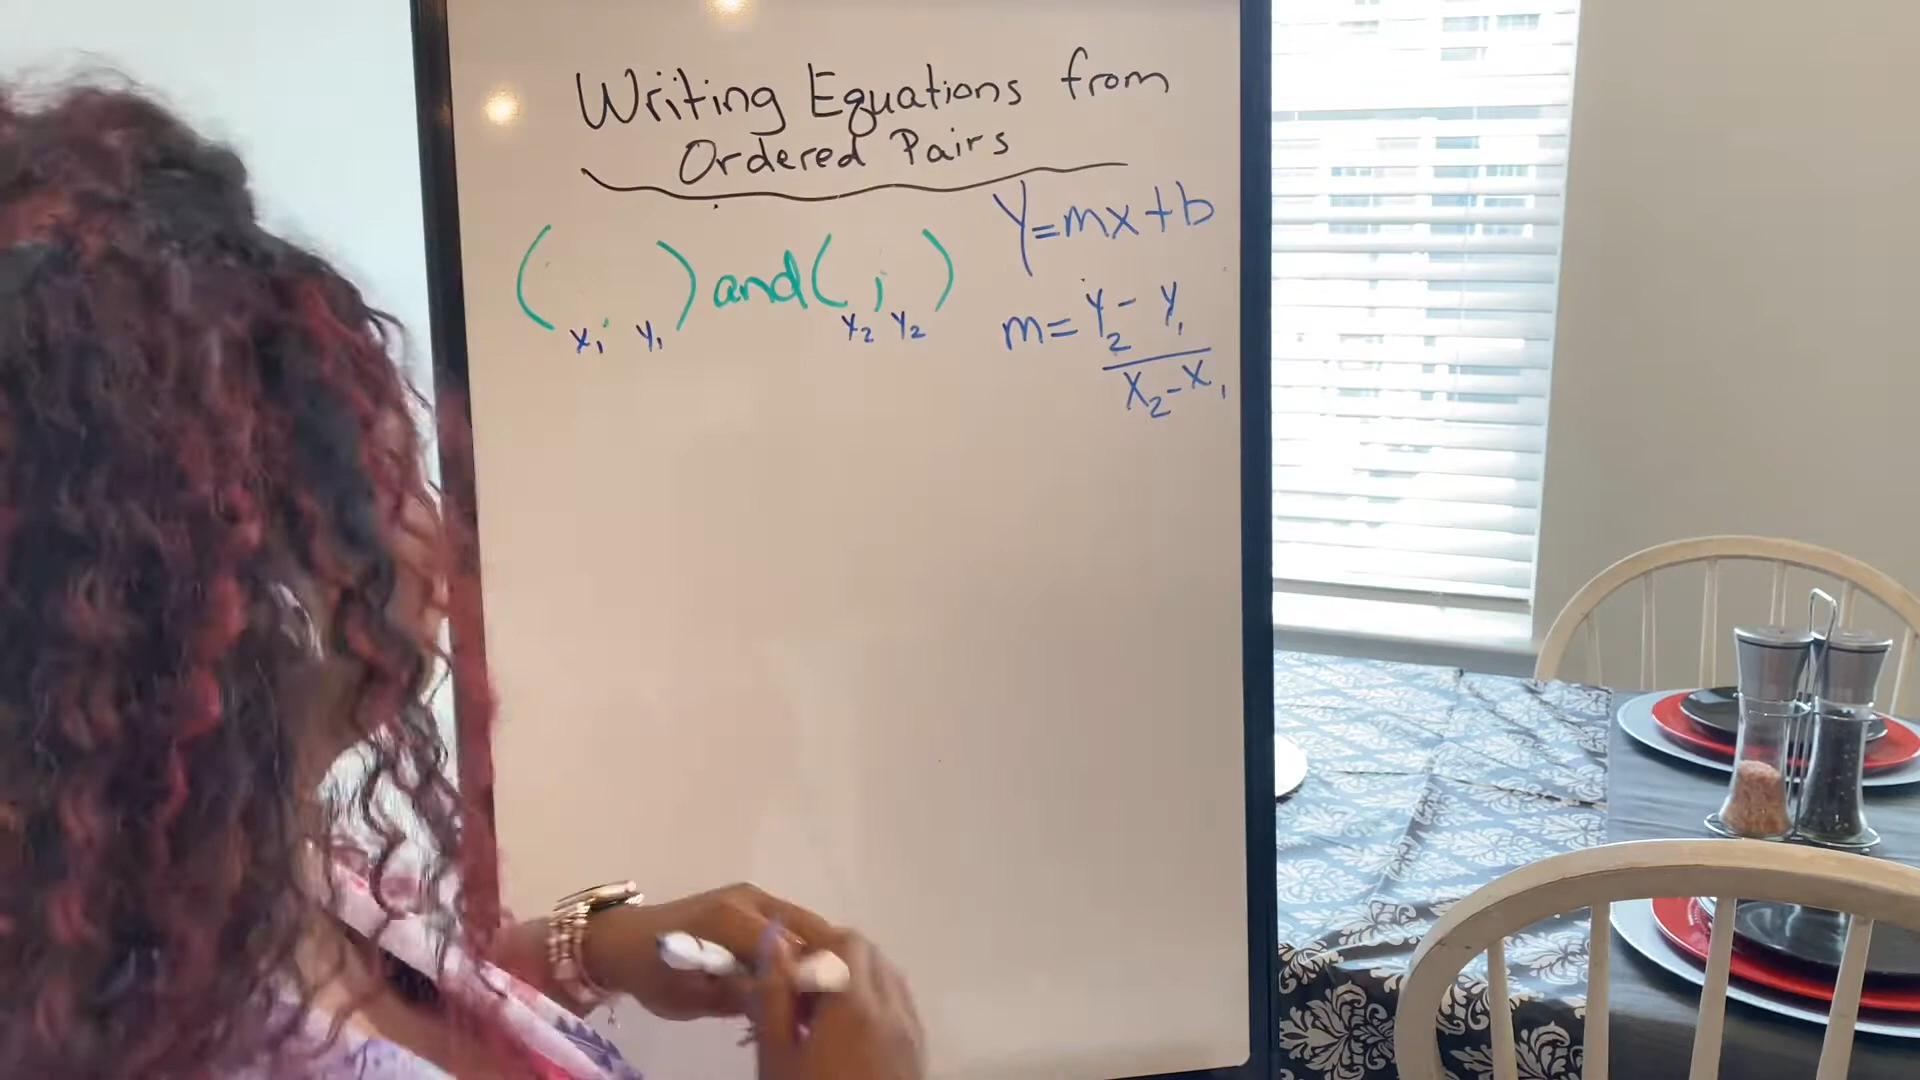 Writing Equations from
Ordered Pairs
( , ) and ( , )
x₁ y₁ x₂ y₂
y=mx+b
m=y₂-y₁
x₂-x₁